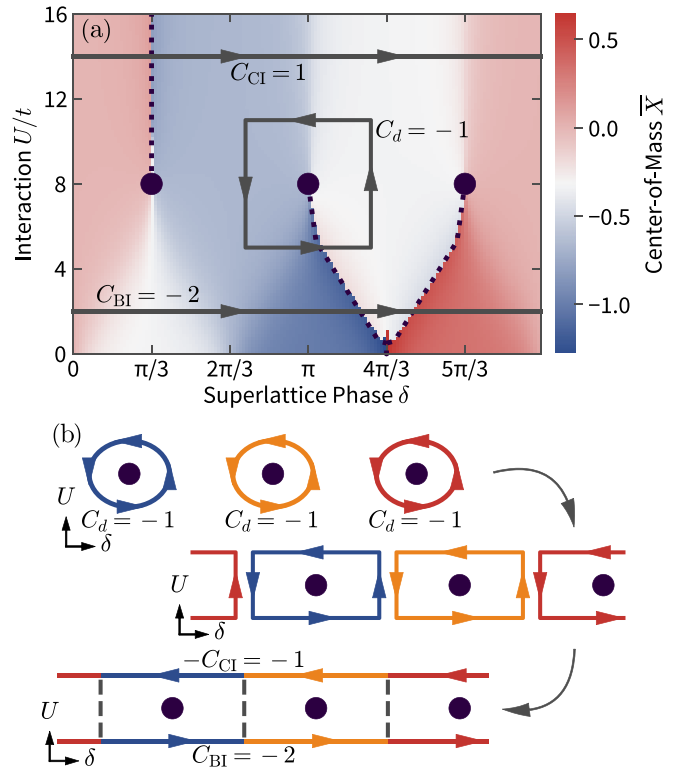 (a)
16
12
8
4
0
Interaction U/t
C_CI = 1
C_d = −1
C_BI = −2
0 π/3 2π/3 π 4π/3 5π/3
Superlattice Phase δ
0.5
0.0
−0.5
−1.0
Center-of-Mass X̅
(b)
U
δ
C_d = −1 C_d = −1 C_d = −1
U
δ
−C_CI = −1
U
δ
C_BI = −2